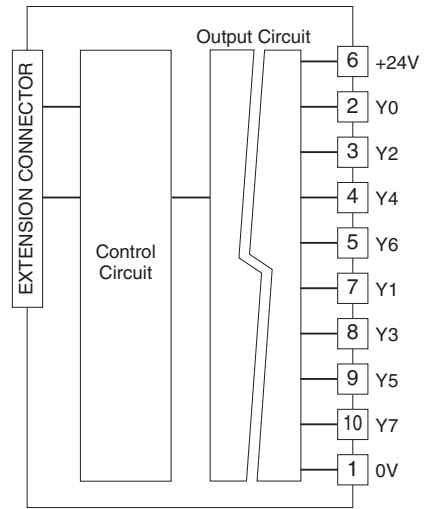 Output Circuit
EXTENSION CONNECTOR
Control
Circuit
6 +24V
2 Y0
3 Y2
4 Y4
5 Y6
7 Y1
8 Y3
9 Y5
10 Y7
1 0V